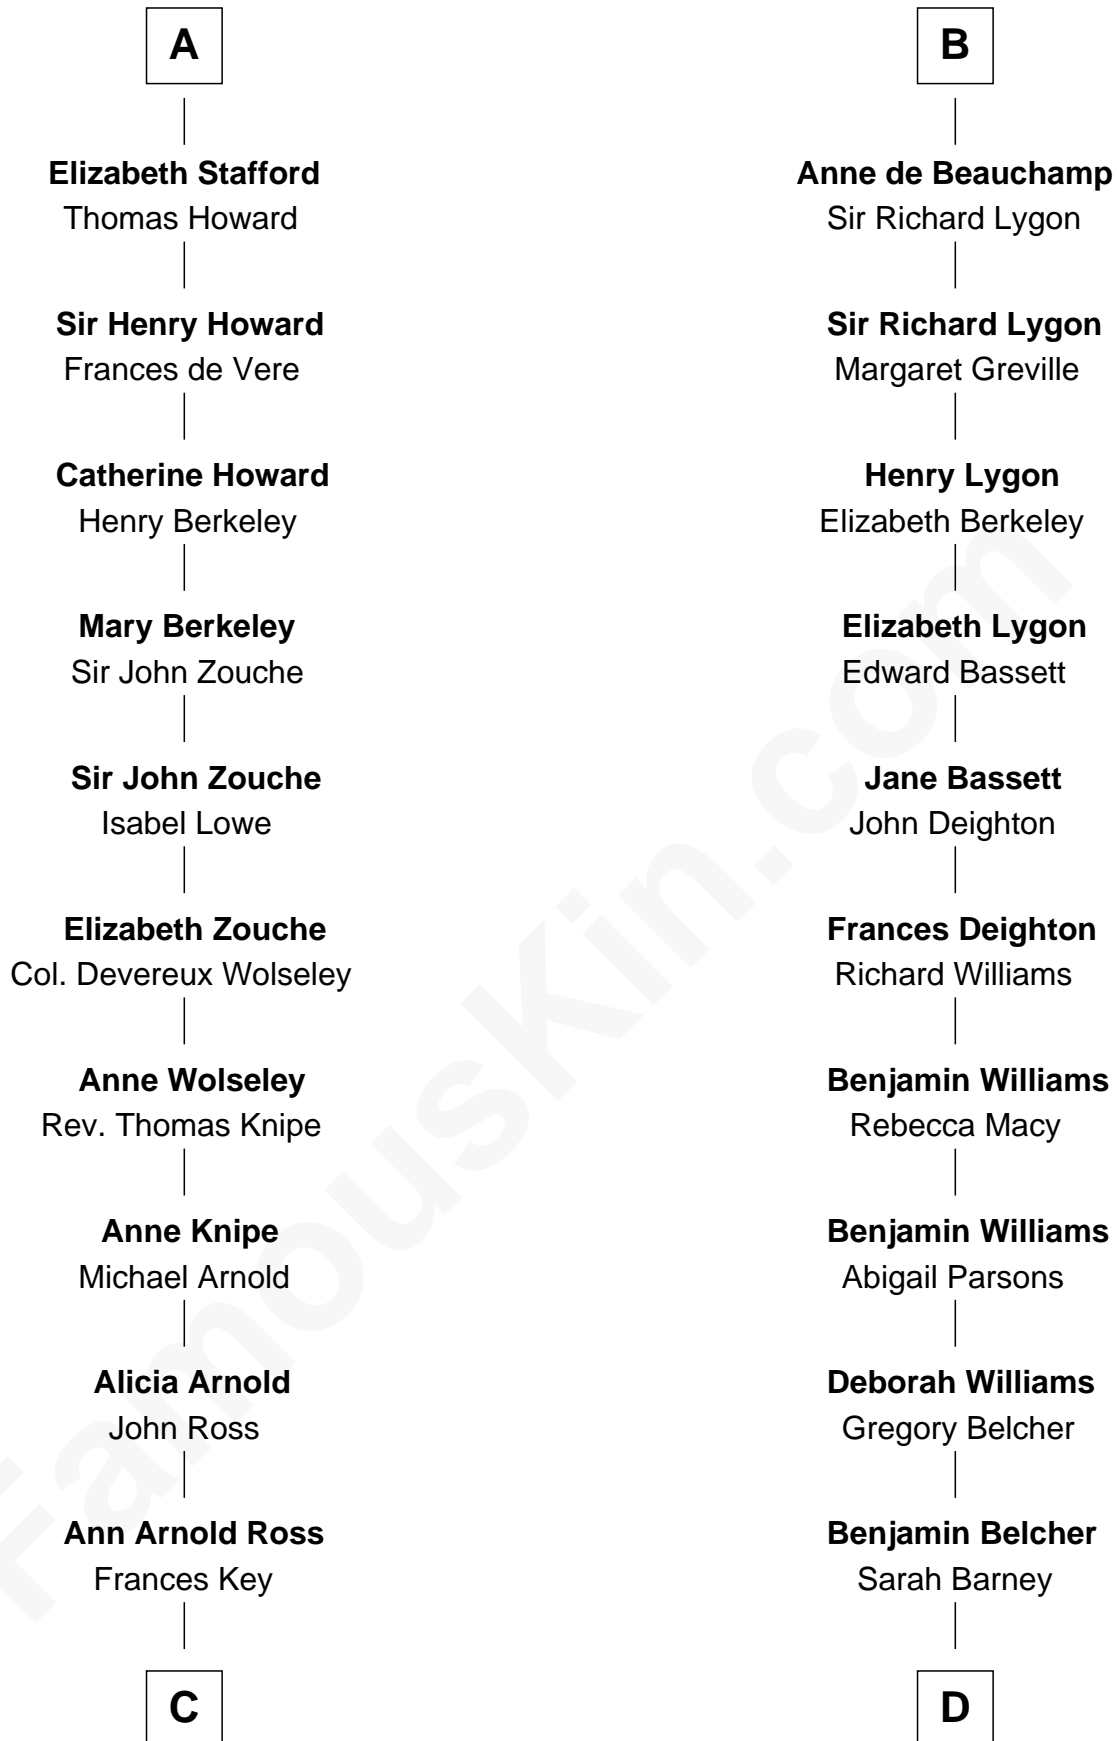 A
Elizabeth Stafford
Thomas Howard
Sir Henry Howard
Frances de Vere
Catherine Howard
Henry Berkeley
Mary Berkeley
Sir John Zouche
Sir John Zouche
Isabel Lowe
Elizabeth Zouche
Col. Devereux Wolseley
Anne Wolseley
Rev. Thomas Knipe
Anne Knipe
Michael Arnold
Alicia Arnold
John Ross
Ann Arnold Ross
Frances Key
C
B
Anne de Beauchamp
Sir Richard Lygon
Sir Richard Lygon
Margaret Greville
Henry Lygon
Elizabeth Berkeley
Elizabeth Lygon
Edward Bassett
Jane Bassett
John Deighton
Frances Deighton
Richard Williams
Benjamin Williams
Rebecca Macy
Benjamin Williams
Abigail Parsons
Deborah Williams
Gregory Belcher
Benjamin Belcher
Sarah Barney
D
FamousKin.com